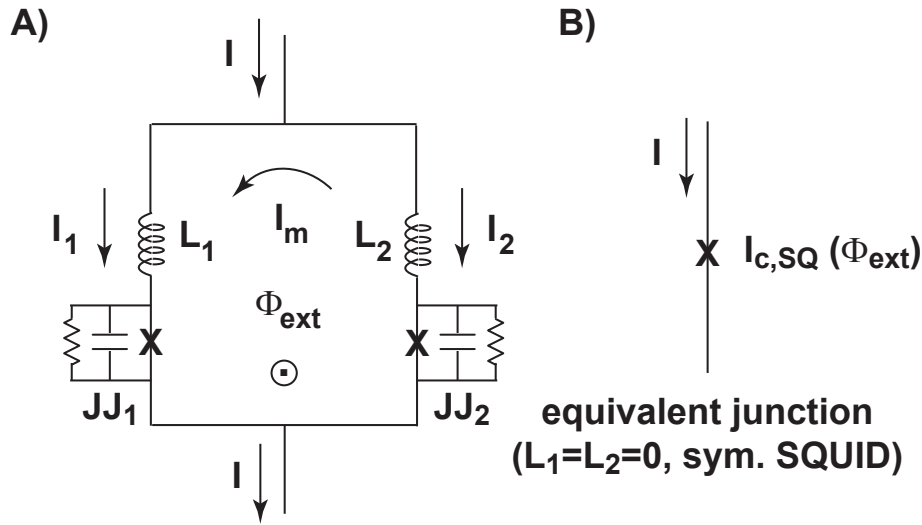 A)
B)
I
I
I₁
L₁
Iₘ
L₂
I₂
I_c,SQ (Φ_ext)
Φ_ext
X
X
X
JJ₁
JJ₂
I
equivalent junction
(L₁=L₂=0, sym. SQUID)